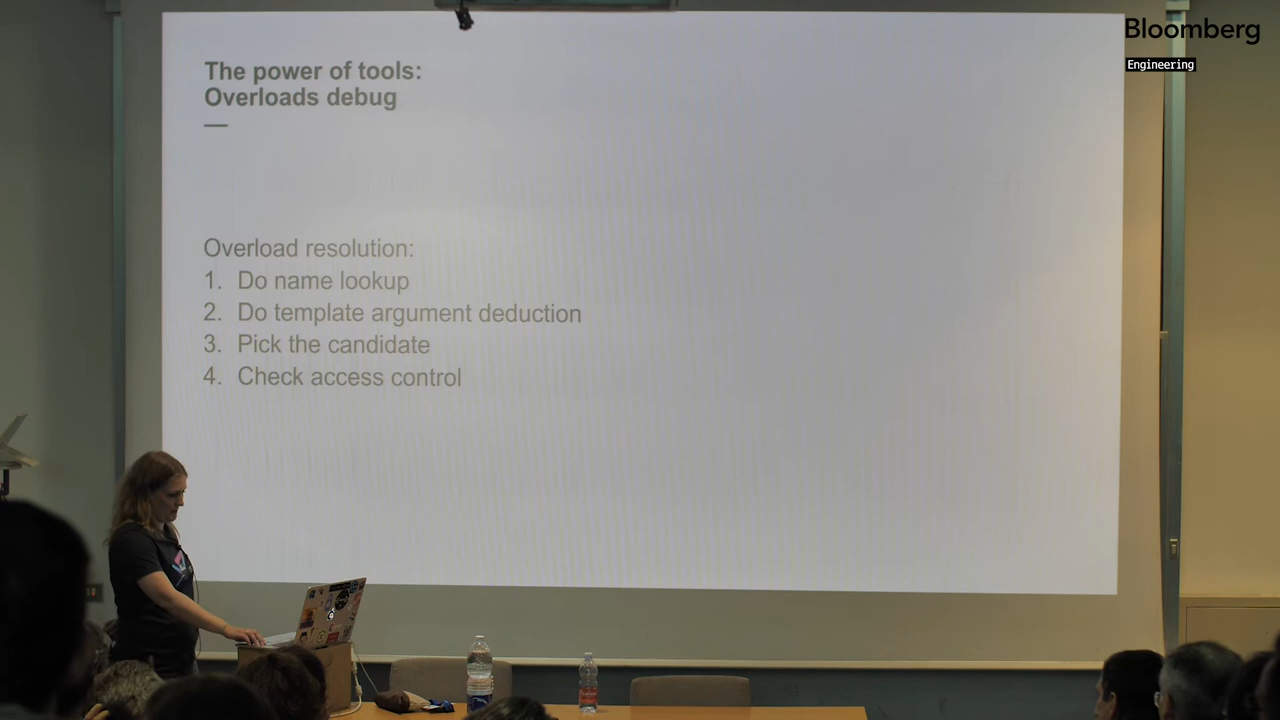 Bloomberg
Engineering
The power of tools:
Overloads debug
Overload resolution:
1. Do name lookup
2. Do template argument deduction
3. Pick the candidate
4. Check access control